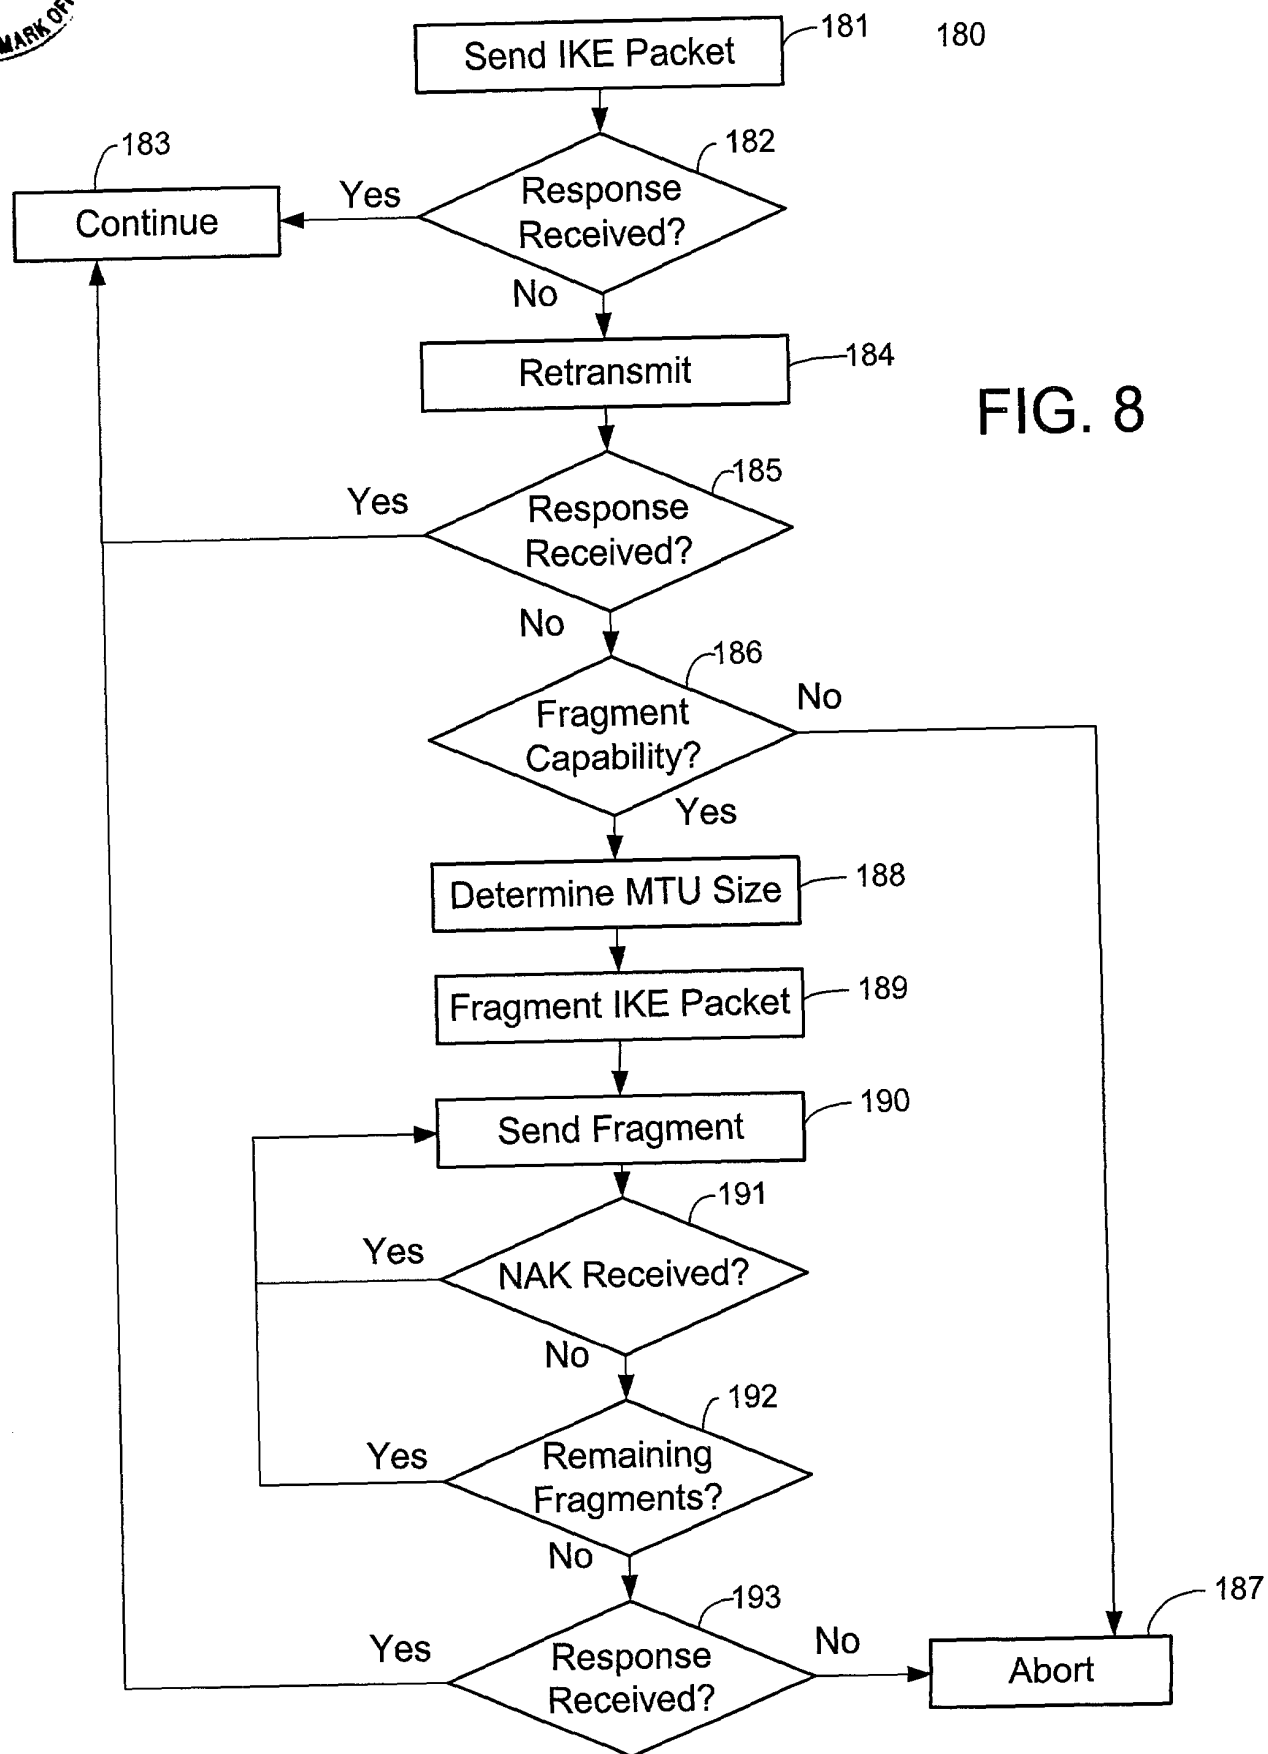 MARK OF
Send IKE Packet
181
180
183
182
Continue
Yes
Response
Received?
No
Retransmit
184
FIG. 8
185
Yes
Response
Received?
No
186
No
Fragment
Capability?
Yes
Determine MTU Size
188
Fragment IKE Packet
189
Send Fragment
190
191
Yes
NAK Received?
No
192
Yes
Remaining
Fragments?
No
193
187
Yes
Response
Received?
No
Abort